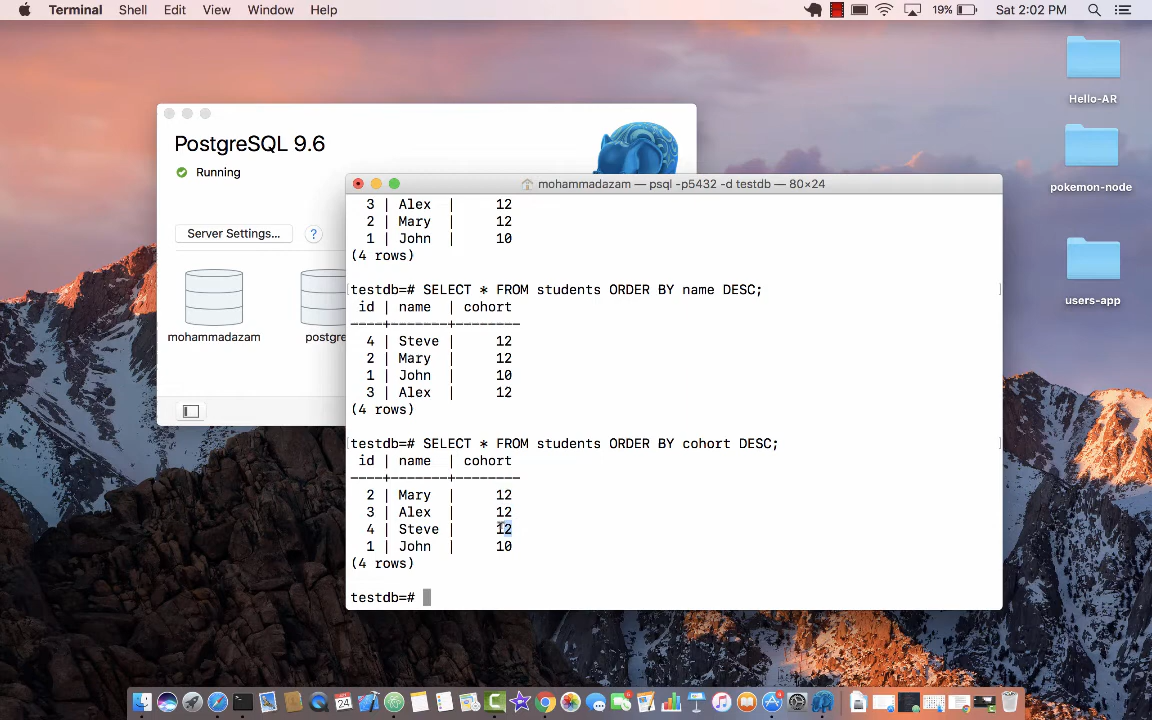 Terminal Shell Edit View Window Help 19% Sat 2:02 PM
Hello-AR
pokemon-node
users-app
PostgreSQL 9.6
Running
Server Settings... ?
mohammadazam postgre
mohammadazam — psql -p5432 -d testdb — 80×24
3 | Alex | 12
2 | Mary | 12
1 | John | 10
(4 rows)
testdb=# SELECT * FROM students ORDER BY name DESC;
id | name | cohort
----+-------+--------
4 | Steve | 12
2 | Mary | 12
1 | John | 10
3 | Alex | 12
(4 rows)
testdb=# SELECT * FROM students ORDER BY cohort DESC;
id | name | cohort
----+-------+--------
2 | Mary | 12
3 | Alex | 12
4 | Steve | 12
1 | John | 10
(4 rows)
testdb=#